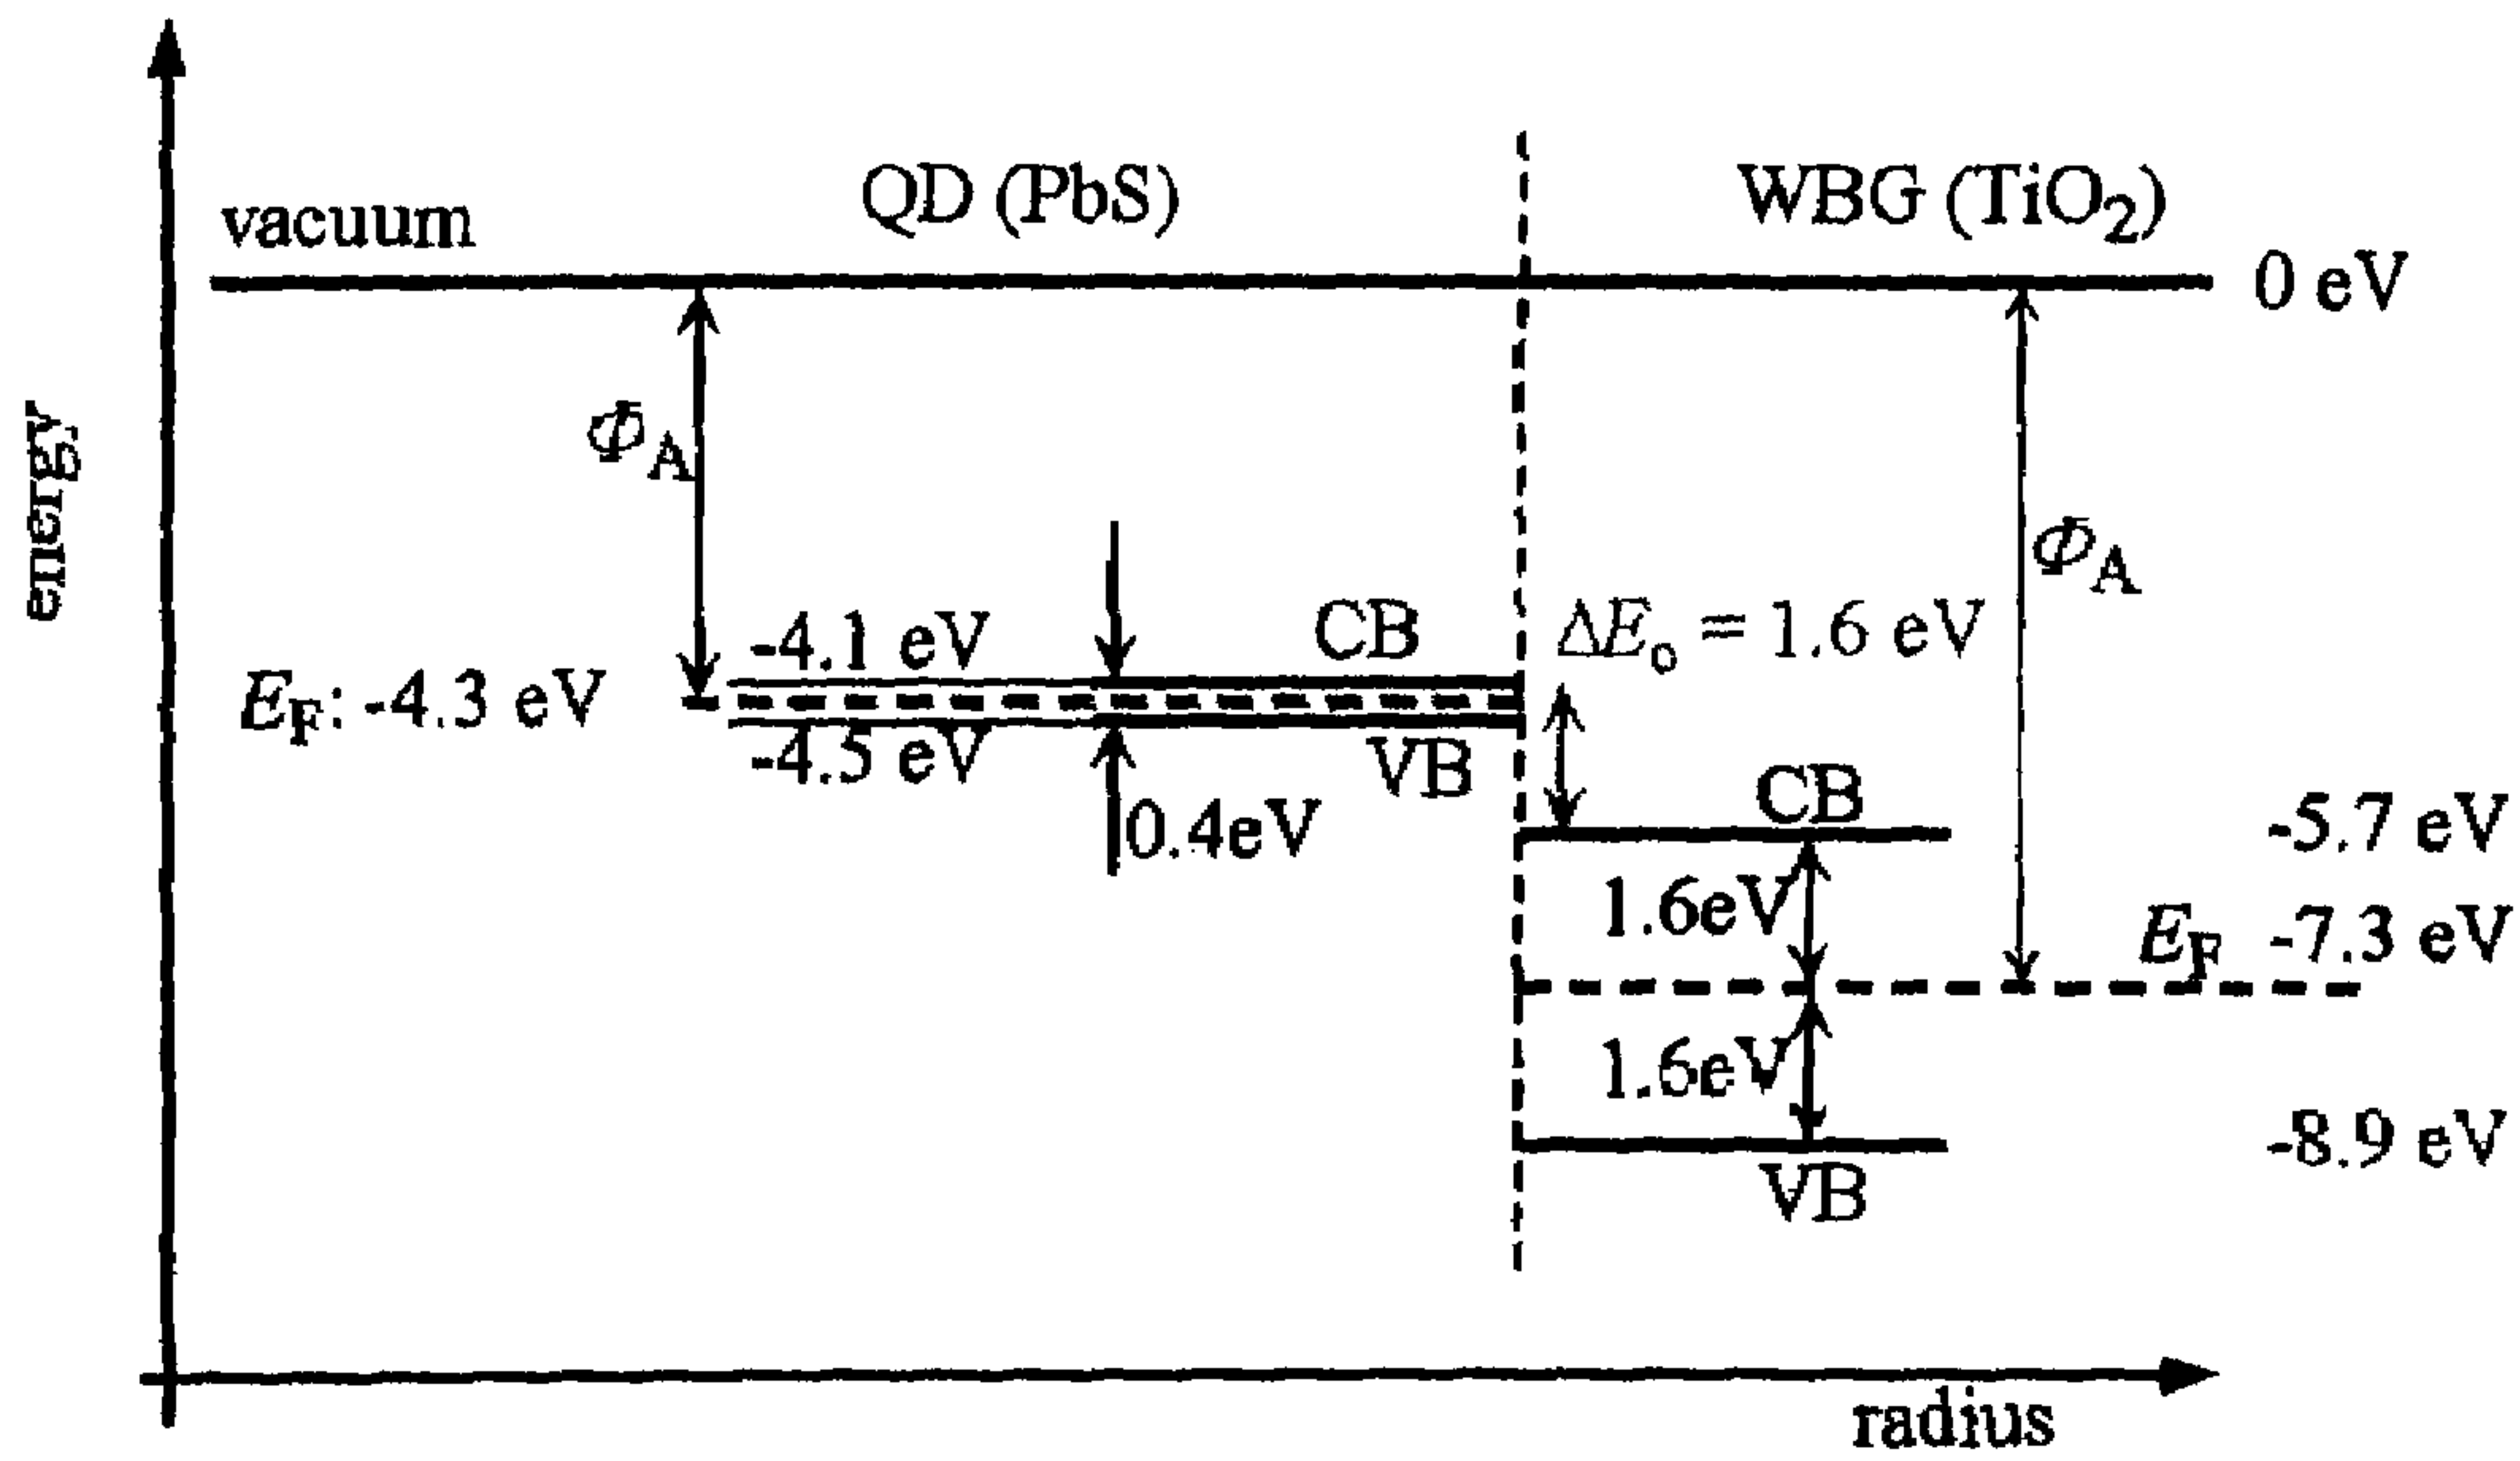 QD (PbS)
WBG (TiO2)
vacuum
0 eV
energy
ΦA
ΦA
-4.1 eV
CB
ΔEo = 1.6 eV
EF: -4.3 eV
-4.5 eV
VB
0.4eV
CB
-5.7 eV
1.6eV
EF -7.3 eV
1.6eV
-8.9 eV
VB
radius